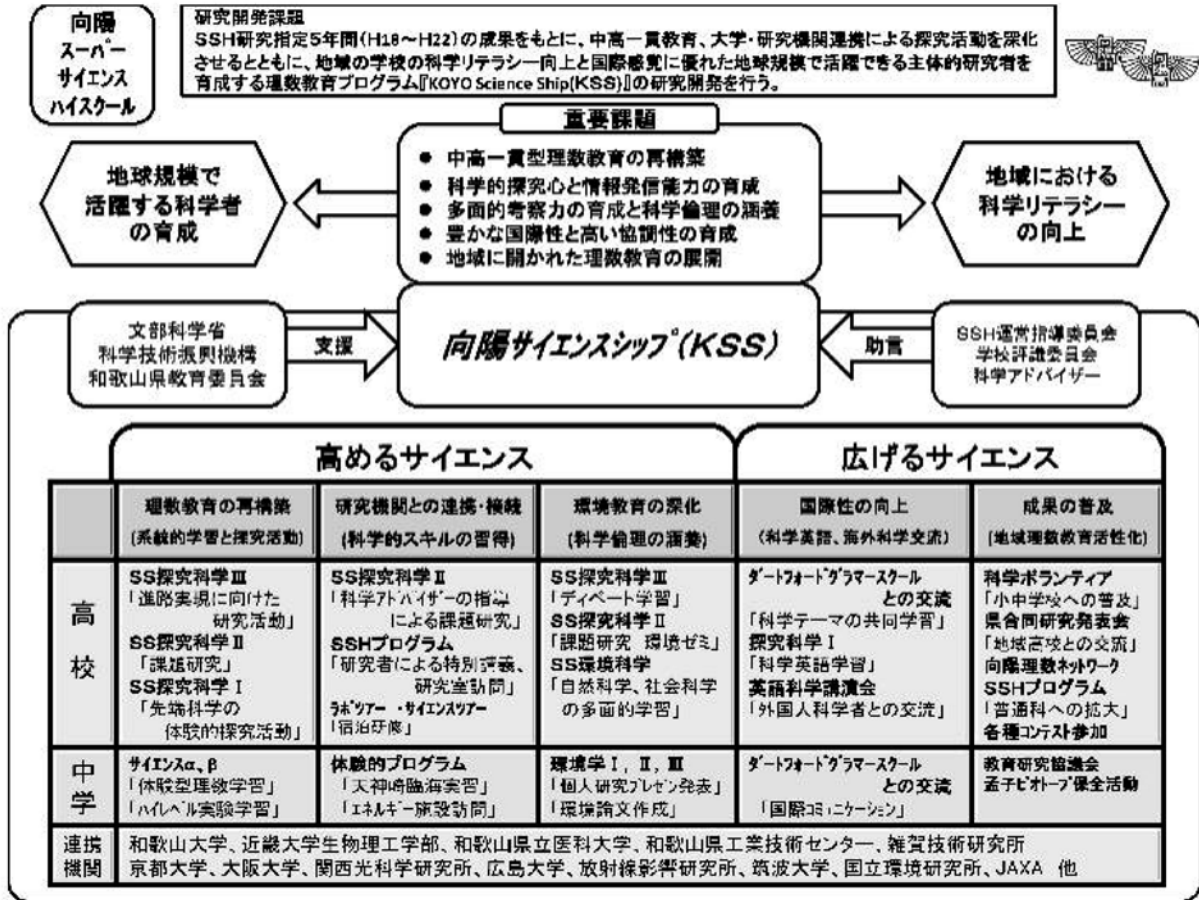 向陽
スーパー
サイエンス
ハイスクール
研究開発課題
SSH研究指定5年間(H18～H22)の成果をもとに、中高一貫教育、大学・研究機関連携による探究活動を深化
させるとともに、地域の学校の科学リテラシー向上と国際感覚に優れた地球規模で活躍できる主体的研究者を
育成する理数教育プログラム『KOYO Science Ship(KSS)』の研究開発を行う。
重要課題
● 中高一貫型理数教育の再構築
● 科学的探究心と情報発信能力の育成
● 多面的考察力の育成と科学倫理の涵養
● 豊かな国際性と高い協調性の育成
● 地域に開かれた理数教育の展開
地球規模で
活躍する科学者
の育成
地域における
科学リテラシー
の向上
文部科学省
科学技術振興機構
和歌山県教育委員会
支援
向陽サイエンスシップ(KSS)
助言
SSH運営指導委員会
学校評議委員会
科学アドバイザー
高めるサイエンス
広げるサイエンス
理数教育の再構築
(系統的学習と探究活動)
研究機関との連携・接続
(科学的スキルの習得)
環境教育の深化
(科学倫理の涵養)
国際性の向上
(科学英語、海外科学交流)
成果の普及
(地域理数教育活性化)
高
校
SS探究科学Ⅲ
「進路実現に向けた
研究活動」
SS探究科学Ⅱ
「課題研究」
SS探究科学Ⅰ
「先端科学の
体験的探究活動」
SS探究科学Ⅱ
「科学アドバイザーの指導
による課題研究」
SSHプログラム
「研究者による特別講義、
研究室訪問」
ラボツアー ・サイエンスツアー
「宿泊研修」
SS探究科学Ⅲ
「ディベート学習」
SS探究科学Ⅱ
「課題研究 環境ゼミ」
SS環境科学
「自然科学、社会科学
の多面的学習」
ダートフォードグラマースクール
との交流
「科学テーマの共同学習」
探究科学Ⅰ
「科学英語学習」
英語科学講演会
「外国人科学者との交流」
科学ボランティア
「小中学校への普及」
県合同研究発表会
「地域高校との交流」
向陽理数ネットワーク
SSHプログラム
「普通科への拡大」
各種コンテスト参加
中
学
サイエンスα、β
「体験型理数学習」
「ハイレベル実験学習」
体験的プログラム
「天神崎臨海実習」
「エネルギー施設訪問」
環境学Ⅰ,Ⅱ,Ⅲ
「個人研究プレゼン発表」
「環境論文作成」
ダートフォードグラマースクール
との交流
「国際コミュニケーション」
教育研究協議会
孟子ビオトープ保全活動
連携
機関
和歌山大学、近畿大学生物理工学部、和歌山県立医科大学、和歌山県工業技術センター、雑賀技術研究所
京都大学、大阪大学、関西光科学研究所、広島大学、放射線影響研究所、筑波大学、国立環境研究所、JAXA 他